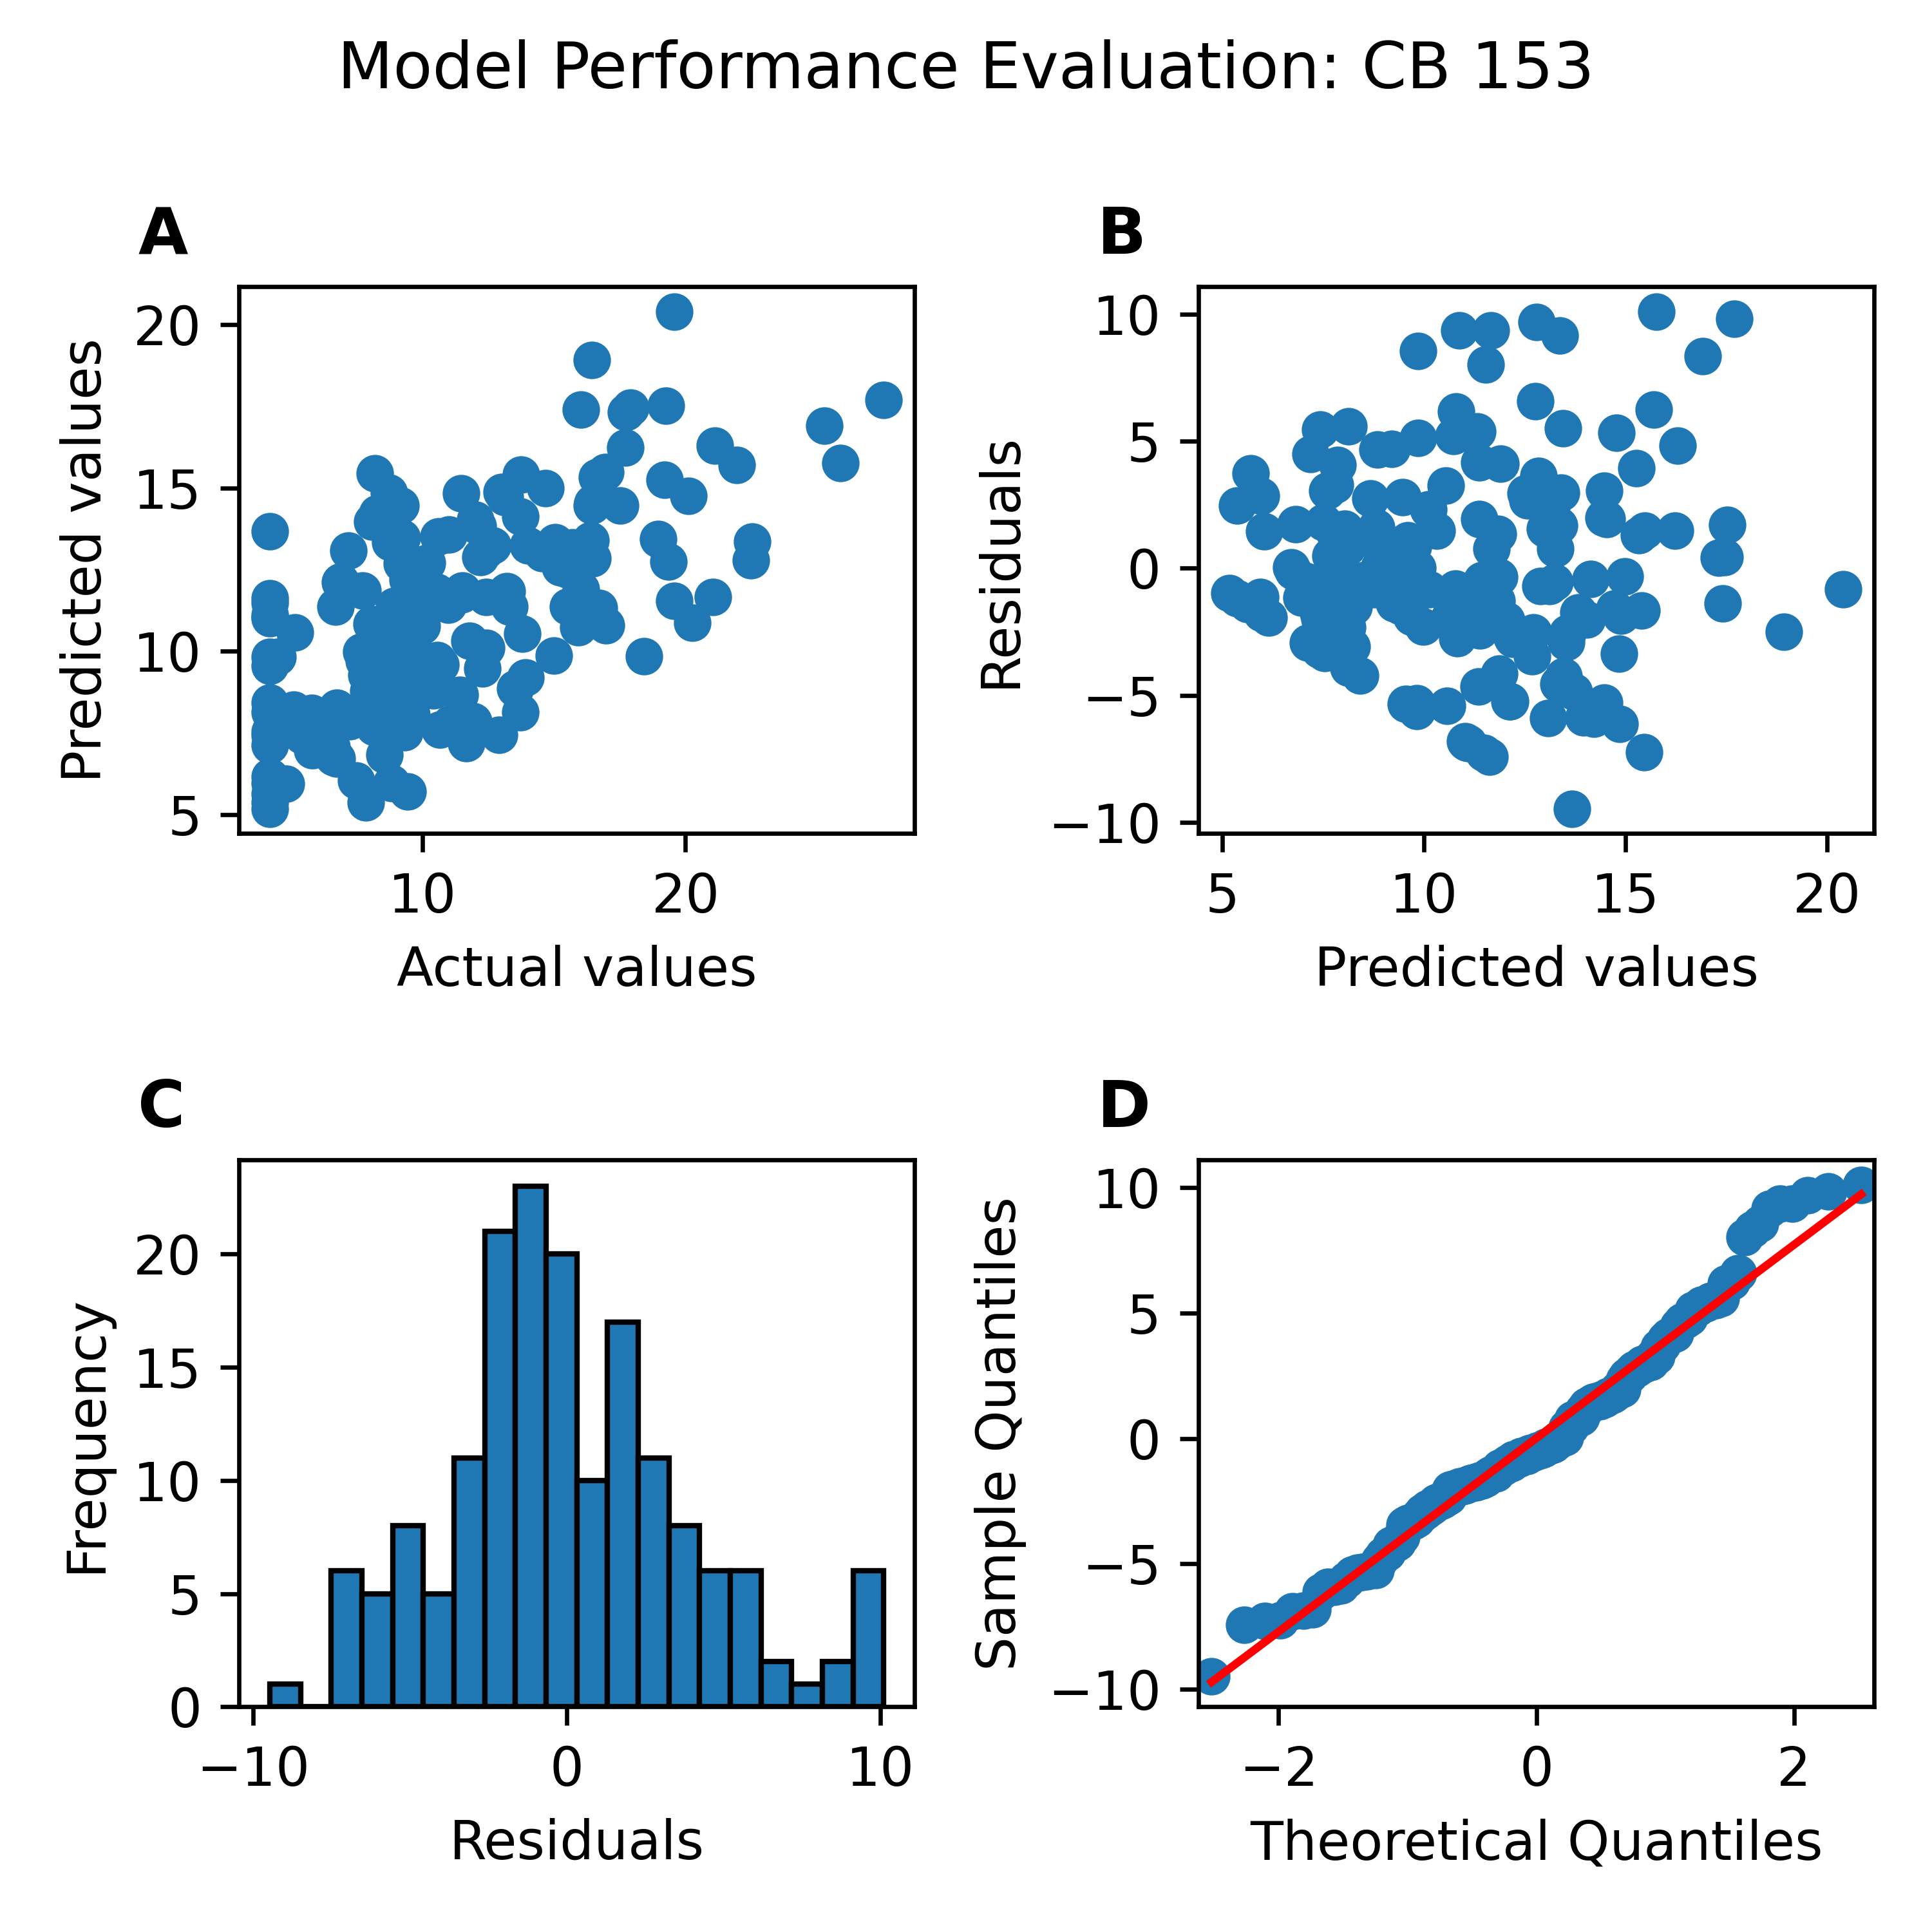 Model Performance Evaluation: CB 153
A
B
Predicted values
20
15
10
5
10
20
Actual values
Residuals
10
5
0
−5
−10
5
10
15
20
Predicted values
C
D
Frequency
20
15
10
5
0
−10
0
10
Residuals
Sample Quantiles
10
5
0
−5
−10
−2
0
2
Theoretical Quantiles